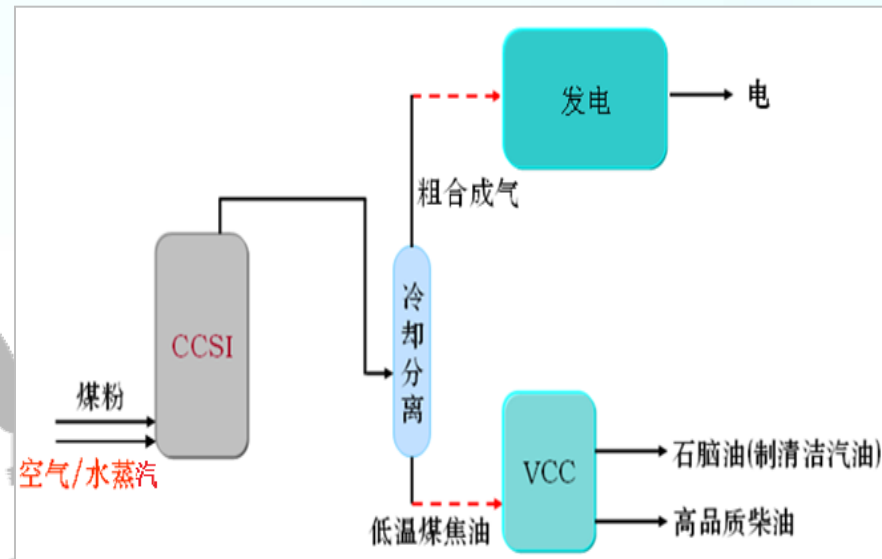 发电
电
粗合成气
冷却分离
CCSI
煤粉
空气/水蒸汽
VCC
石脑油(制清洁汽油)
低温煤焦油
高品质柴油